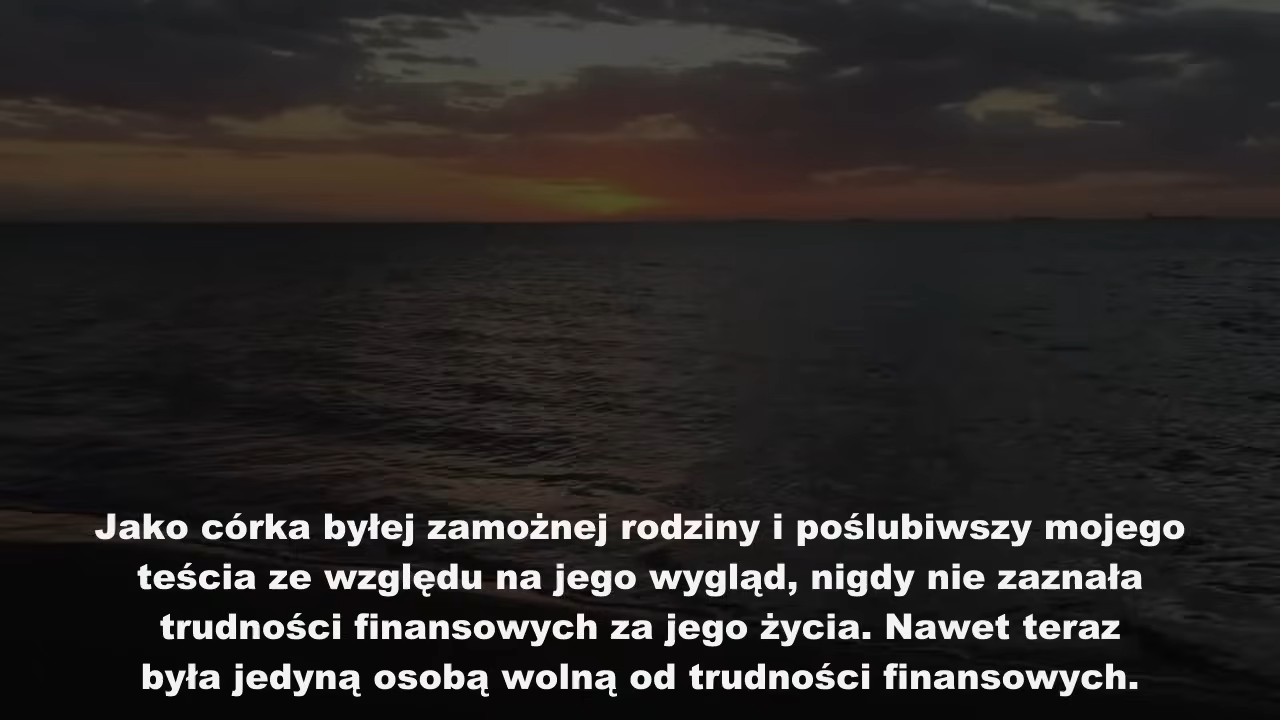 Jako córka byłej zamożnej rodziny i poślubiwszy mojego
teścia ze względu na jego wygląd, nigdy nie zaznała
trudności finansowych za jego życia. Nawet teraz
była jedyną osobą wolną od trudności finansowych.